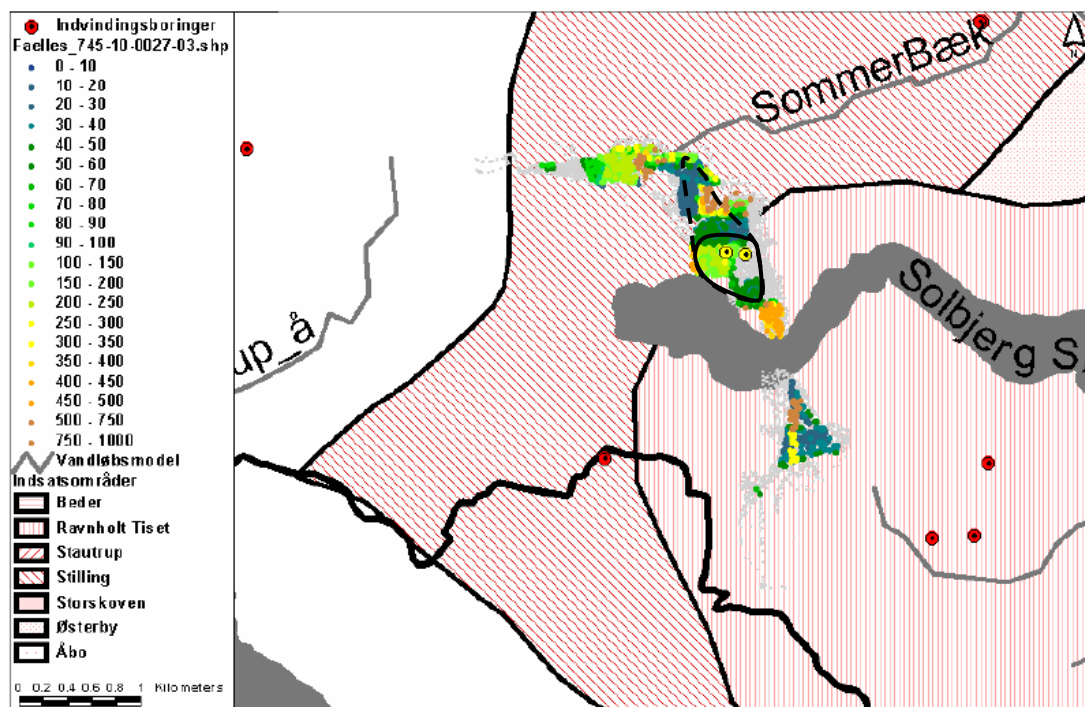 Indvindingsboringer
Faelles_745-10-0027-03.shp
0 - 10
10 - 20
20 - 30
30 - 40
40 - 50
50 - 60
60 - 70
70 - 80
80 - 90
90 - 100
100 - 150
150 - 200
200 - 250
250 - 300
300 - 350
350 - 400
400 - 450
450 - 500
500 - 750
750 - 1000
Vandløbsmodel
Indsatsområder
Beder
Ravnholt Tiset
Stautrup
Stilling
Storskoven
Østerby
Åbo
0 0.2 0.4 0.6 0.8 1 Kilometers
SommerBæk
N
up_å
Solbjerg S